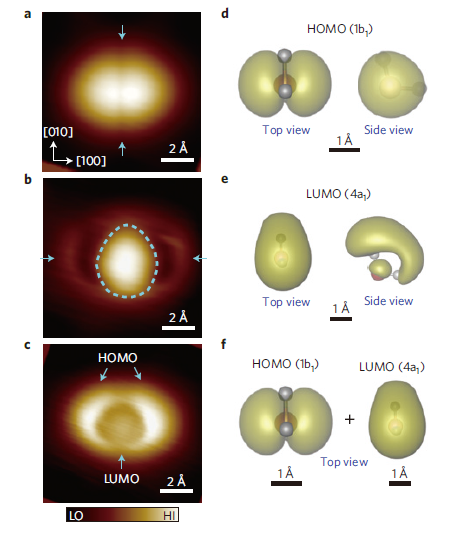 a
[010]
[100]
2 Å
b
2 Å
c
HOMO
LUMO
2 Å
LO HI
d
HOMO (1b₁)
Top view Side view
1 Å
e
LUMO (4a₁)
Top view Side view
1 Å
f
HOMO (1b₁) LUMO (4a₁)
+
Top view
1 Å 1 Å